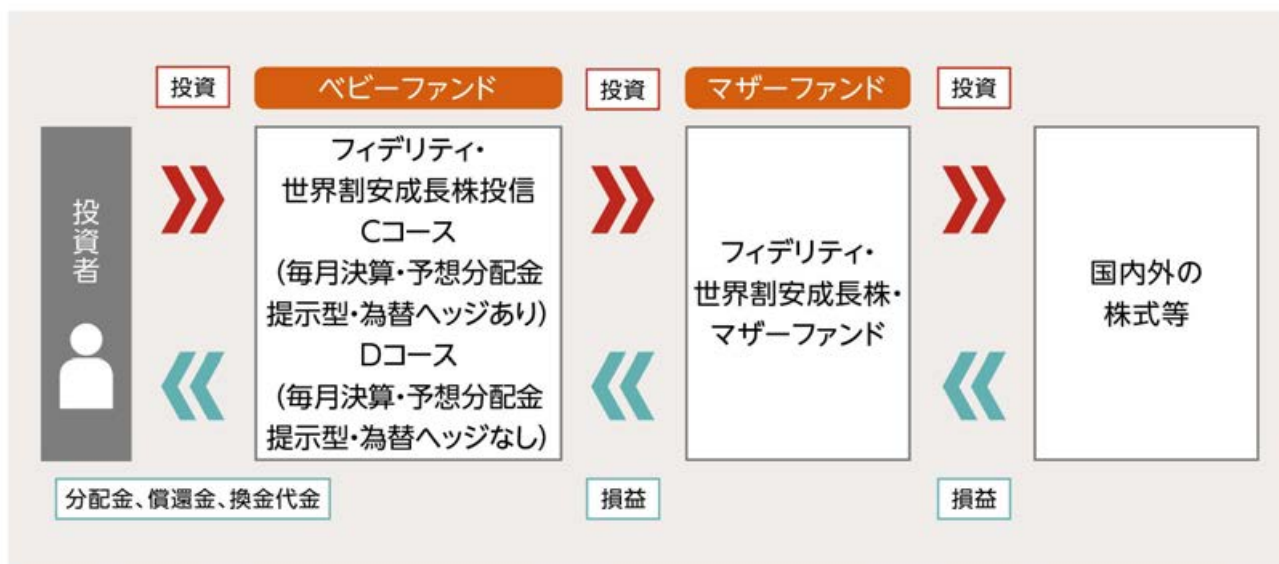 投資
ベビーファンド
投資
マザーファンド
投資
投資者
フィデリティ・
世界割安成長株投信
Cコース
(毎月決算・予想分配金
提示型・為替ヘッジあり)
Dコース
(毎月決算・予想分配金
提示型・為替ヘッジなし)
フィデリティ・
世界割安成長株・
マザーファンド
国内外の
株式等
分配金、償還金、換金代金
損益
損益